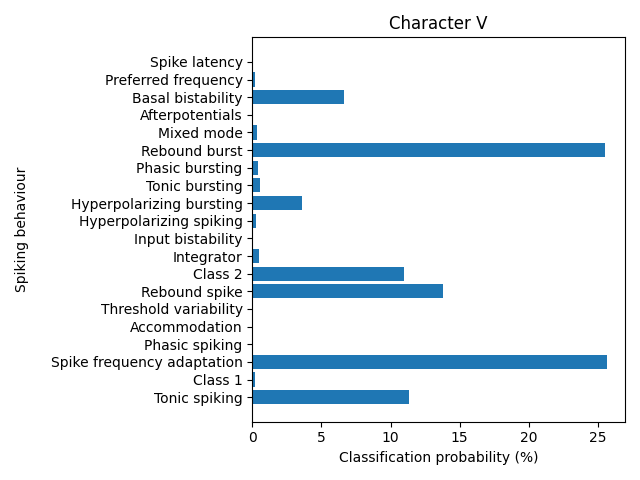 Character V
Spiking behaviour
Spike latency
Preferred frequency
Basal bistability
Afterpotentials
Mixed mode
Rebound burst
Phasic bursting
Tonic bursting
Hyperpolarizing bursting
Hyperpolarizing spiking
Input bistability
Integrator
Class 2
Rebound spike
Threshold variability
Accommodation
Phasic spiking
Spike frequency adaptation
Class 1
Tonic spiking
0 5 10 15 20 25
Classification probability (%)